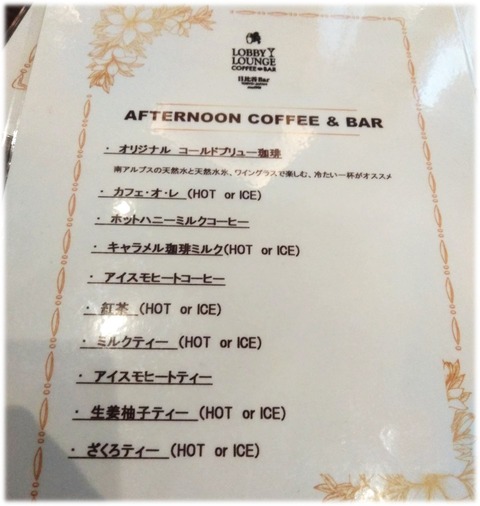 LOBBY
LOUNGE
COFFEE BAR
日比谷Bar
AFTERNOON COFFEE & BAR
・オリジナル コールドブリュー珈琲
南アルプスの天然水と天然水氷、ワイングラスで楽しむ、冷たい一杯がオススメ
・カフェ・オ・レ (HOT or ICE)
・ホットハニーミルクコーヒー
・キャラメル珈琲ミルク(HOT or ICE)
・アイスモヒートコーヒー
・紅茶 (HOT or ICE)
・ミルクティー (HOT or ICE)
・アイスモヒートティー
・生姜柚子ティー (HOT or ICE)
・ざくろティー (HOT or ICE)